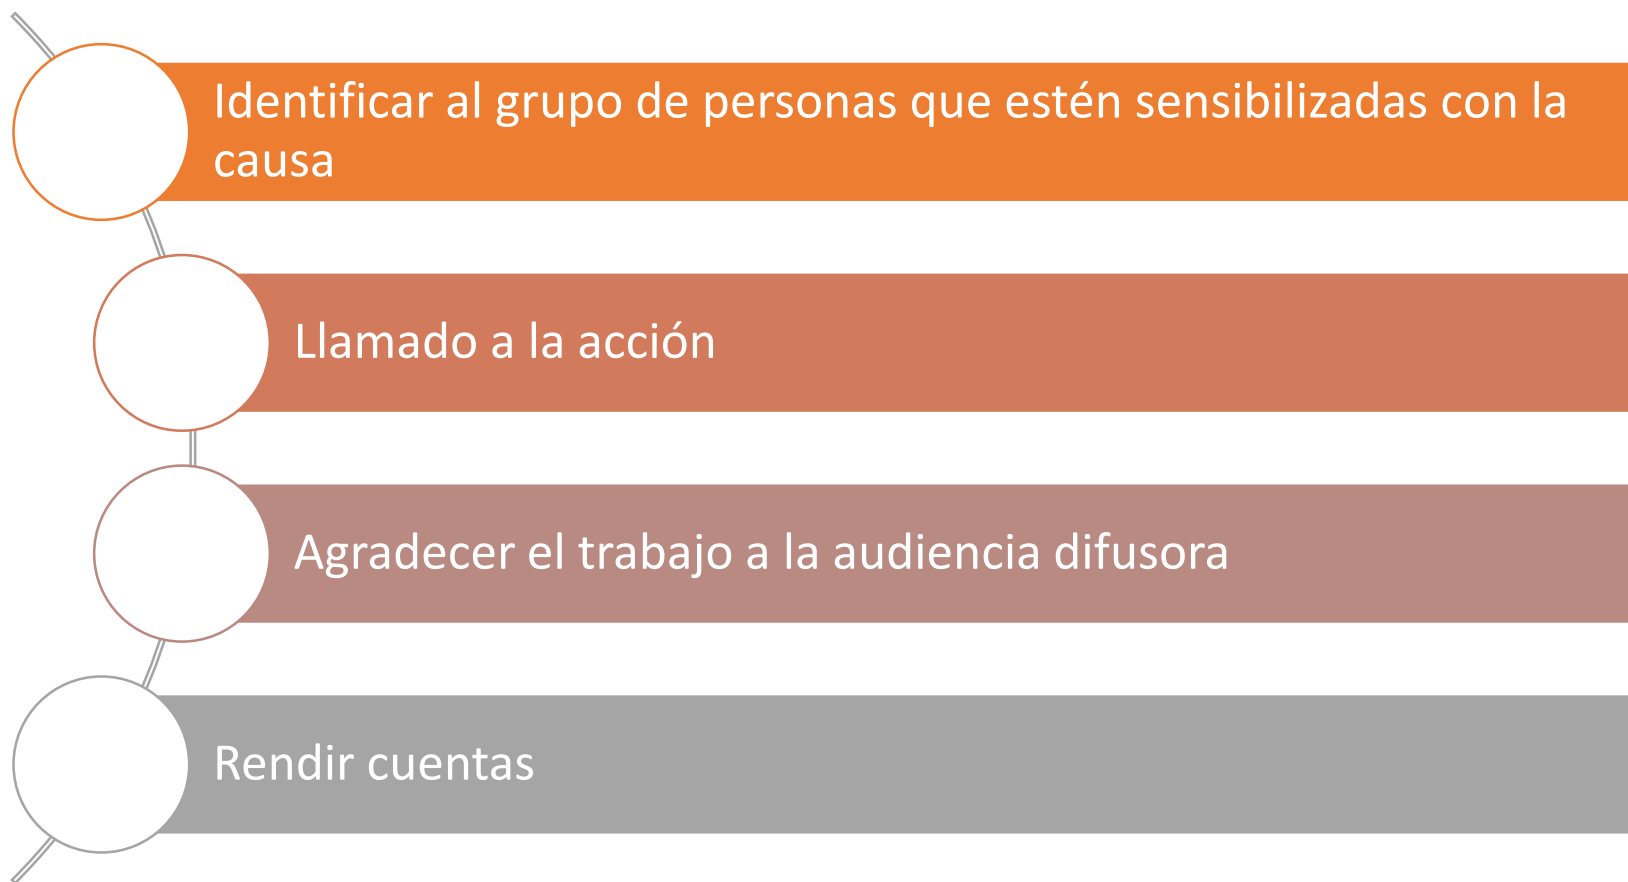 Identificar al grupo de personas que estén sensibilizadas con la
causa
Llamado a la acción
Agradecer el trabajo a la audiencia difusora
Rendir cuentas